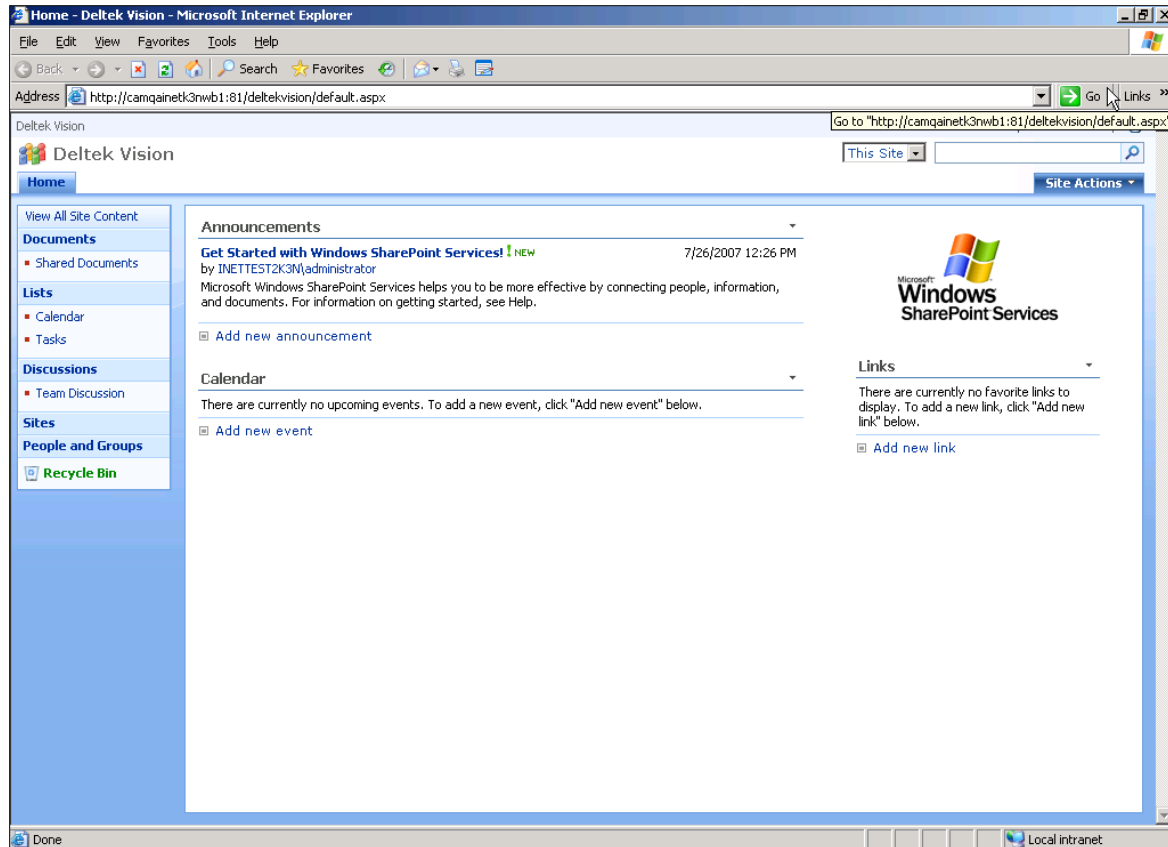 Home - Deltek Vision - Microsoft Internet Explorer
File Edit View Favorites Tools Help
Back Search Favorites
Address http://camqainetk3nwb1:81/deltekvision/default.aspx Go Links »
Deltek Vision
Go to "http://camqainetk3nwb1:81/deltekvision/default.aspx"
Deltek Vision
This Site
Home
Site Actions
View All Site Content
Documents
Shared Documents
Lists
Calendar
Tasks
Discussions
Team Discussion
Sites
People and Groups
Recycle Bin
Announcements
Get Started with Windows SharePoint Services! ! NEW 7/26/2007 12:26 PM
by INETTEST2K3N\administrator
Microsoft Windows SharePoint Services helps you to be more effective by connecting people, information,
and documents. For information on getting started, see Help.
Add new announcement
Calendar
There are currently no upcoming events. To add a new event, click "Add new event" below.
Add new event
Microsoft
Windows
SharePoint Services
Links
There are currently no favorite links to
display. To add a new link, click "Add new
link" below.
Add new link
Done
Local intranet